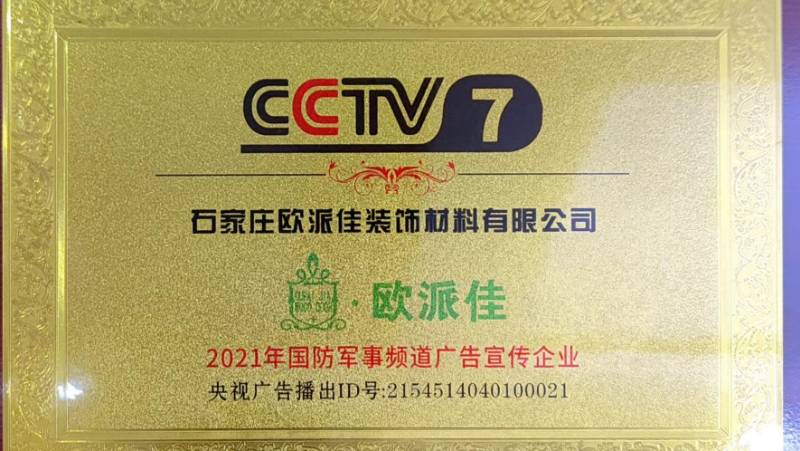 CCTV 7
石家庄欧派佳装饰材料有限公司
·欧派佳
2021年国防军事频道广告宣传企业
央视广告播出ID号:2154514040100021